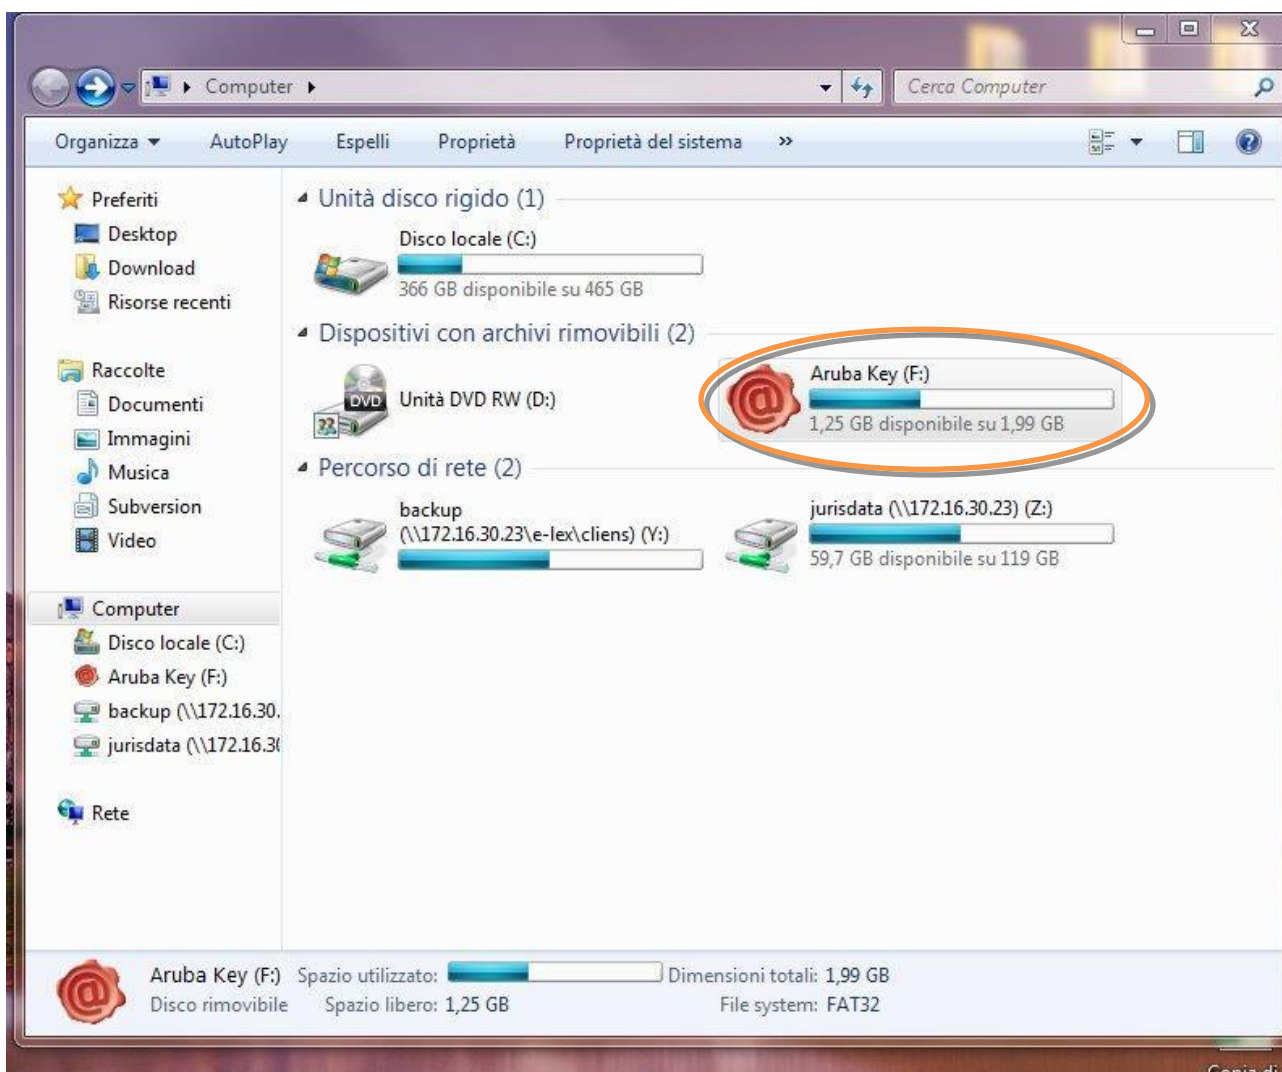 Computer
Cerca Computer
Organizza
AutoPlay
Espelli
Proprietà
Proprietà del sistema
»
Preferiti
Desktop
Download
Risorse recenti
Raccolte
Documenti
Immagini
Musica
Subversion
Video
Computer
Disco locale (C:)
Aruba Key (F:)
backup (\\172.16.30.
jurisdata (\\172.16.30
Rete
Unità disco rigido (1)
Disco locale (C:)
366 GB disponibile su 465 GB
Dispositivi con archivi rimovibili (2)
DVD
Unità DVD RW (D:)
Aruba Key (F:)
1,25 GB disponibile su 1,99 GB
Percorso di rete (2)
backup
(\\172.16.30.23\e-lex\cliens) (Y:)
jurisdata (\\172.16.30.23) (Z:)
59,7 GB disponibile su 119 GB
Aruba Key (F:) Spazio utilizzato: Dimensioni totali: 1,99 GB
Disco rimovibile Spazio libero: 1,25 GB File system: FAT32